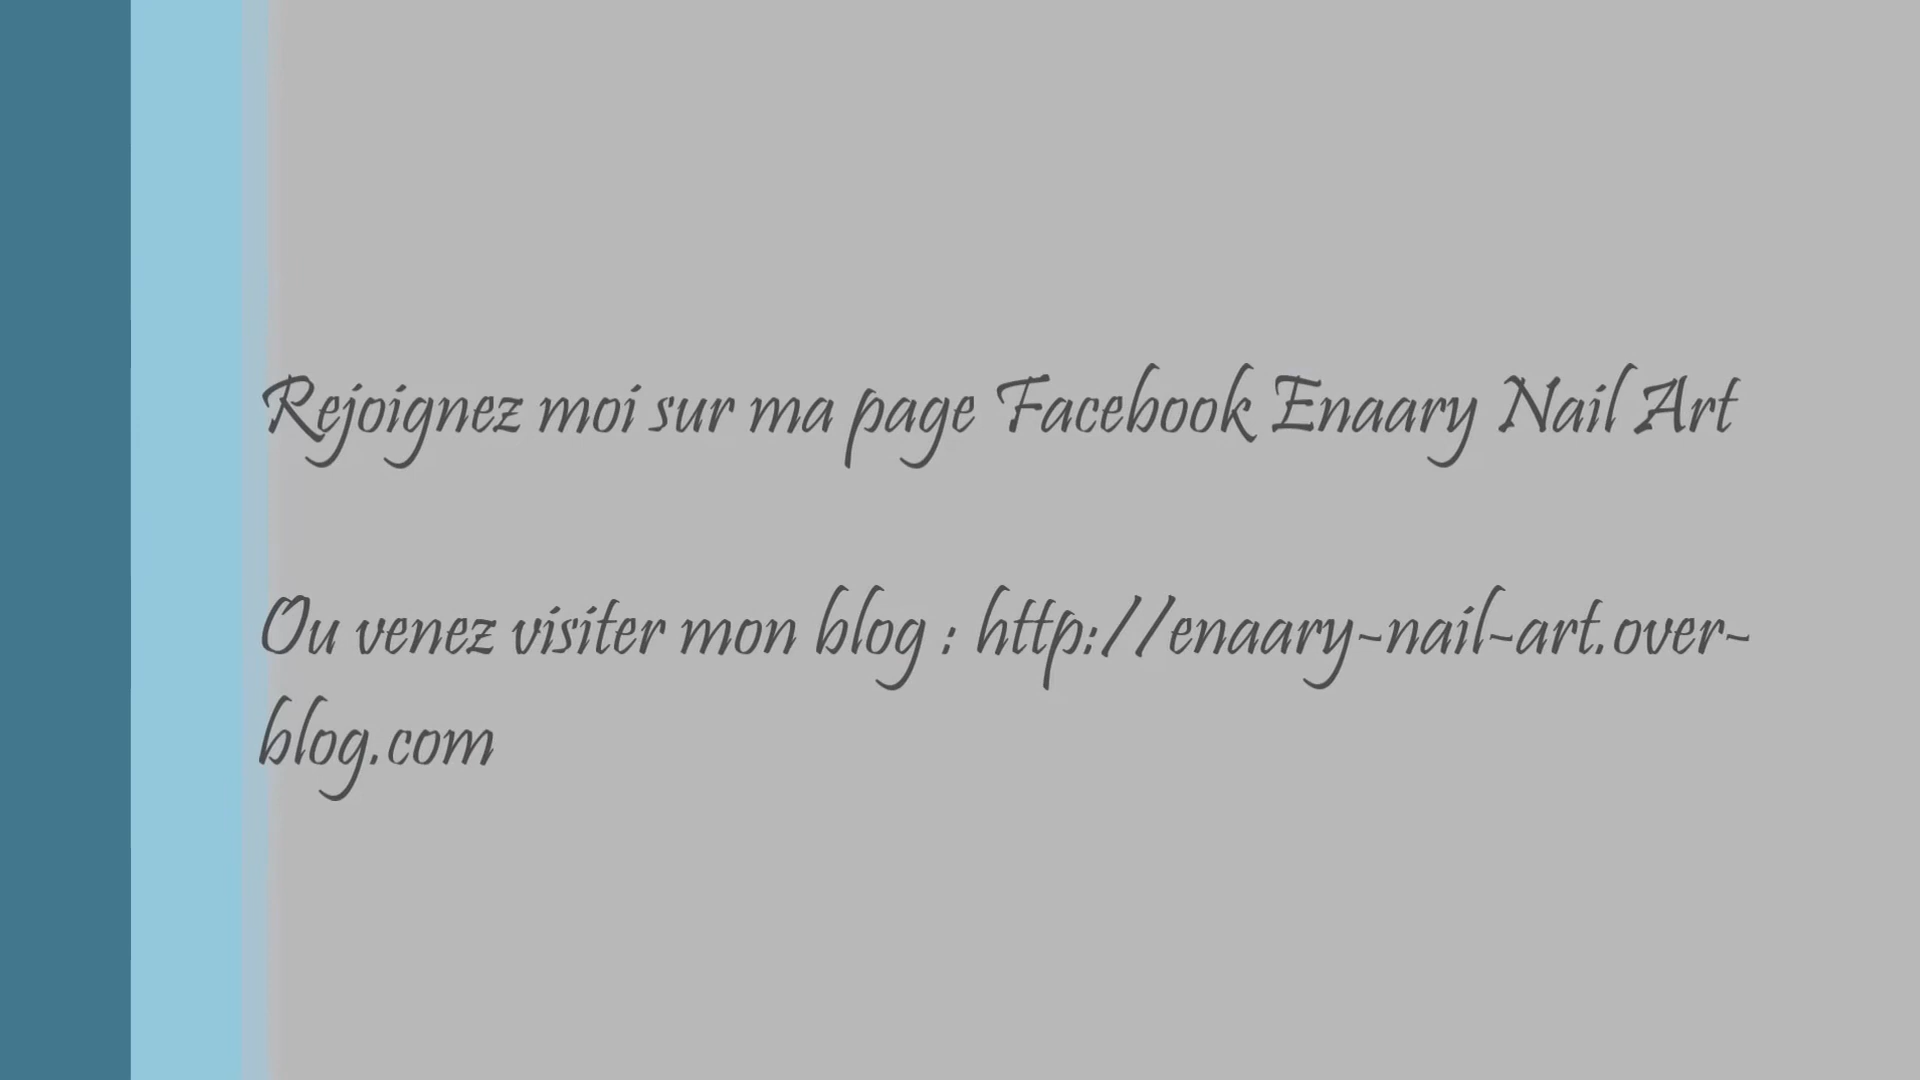 Rejoignez moi sur ma page Facebook Enaary Nail Art
Ou venez visiter mon blog : http://enaary-nail-art.over-
blog.com